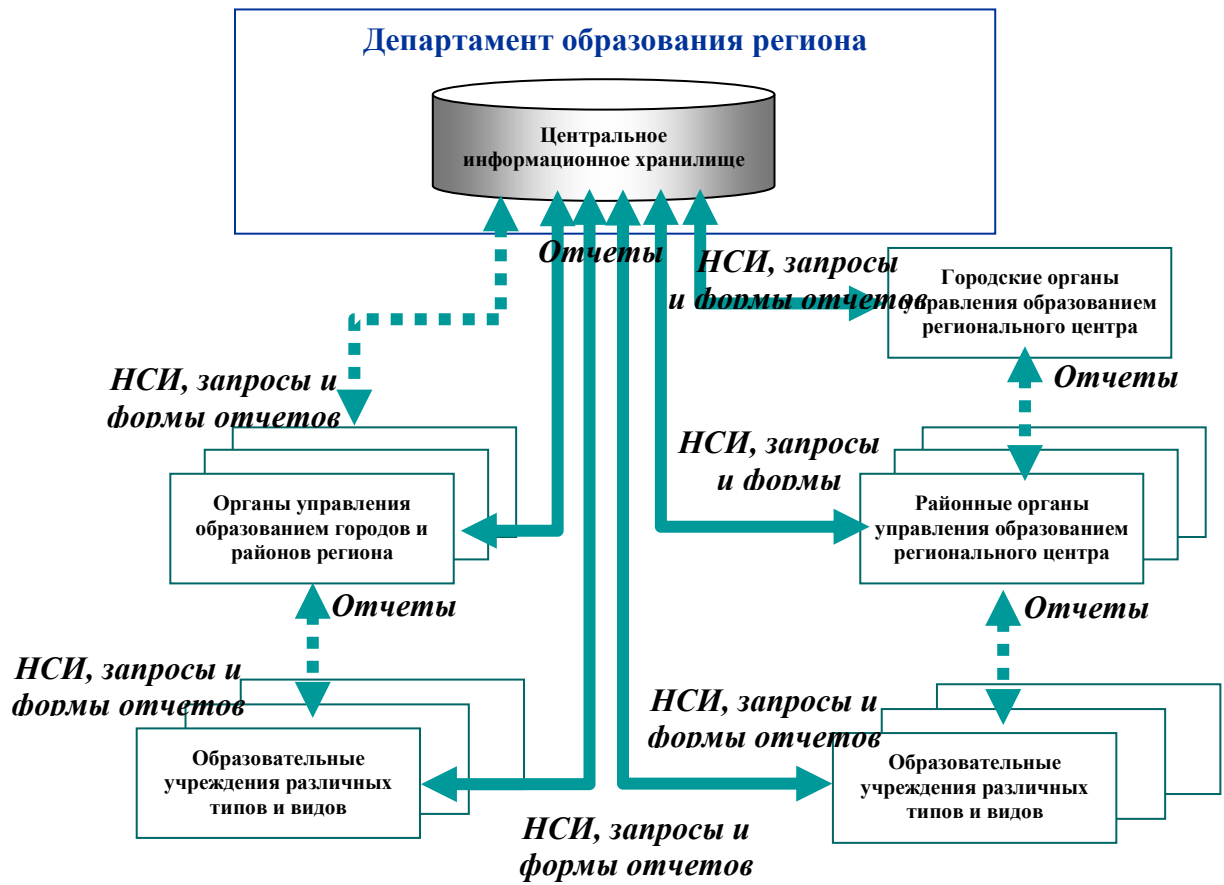 Департамент образования региона
Центральное
информационное хранилище
Отчеты
НСИ, запросы
и формы отчетов
Городские органы
управления образованием
регионального центра
Отчеты
НСИ, запросы и
формы отчетов
НСИ, запросы
и формы
Органы управления
образованием городов и
районов региона
Районные органы
управления образованием
регионального центра
Отчеты
Отчеты
НСИ, запросы и
формы отчетов
НСИ, запросы и
формы отчетов
Образовательные
учреждения различных
типов и видов
Образовательные
учреждения различных
типов и видов
НСИ, запросы и
формы отчетов